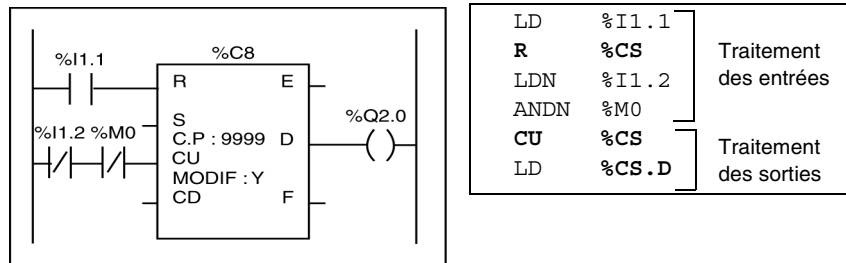 %I1.1
%C8
R E
S
%Q2.0
%I1.2 %M0
C.P : 9999 D
CU
MODIF : Y
CD F
LD %I1.1
R %CS
LDN %I1.2
ANDN %M0
CU %CS
LD %CS.D
Traitement
des entrées
Traitement
des sorties